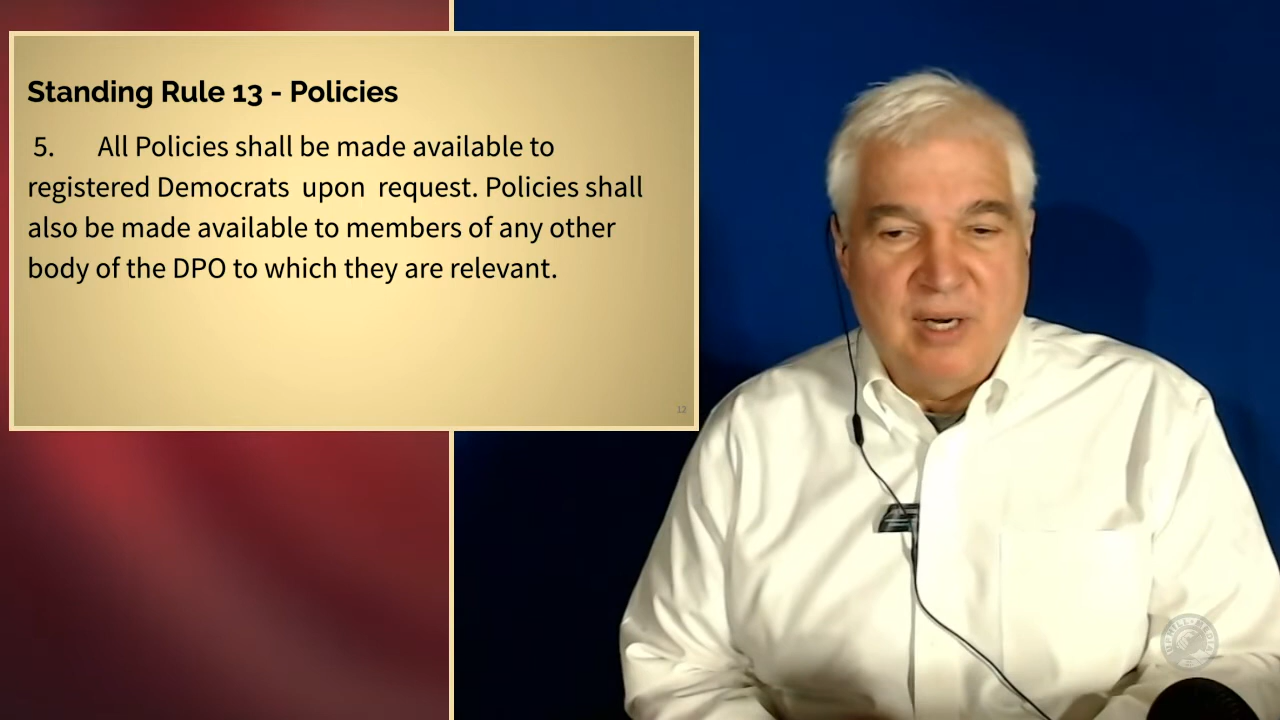 Standing Rule 13 - Policies
5. All Policies shall be made available to
registered Democrats upon request. Policies shall
also be made available to members of any other
body of the DPO to which they are relevant.
12